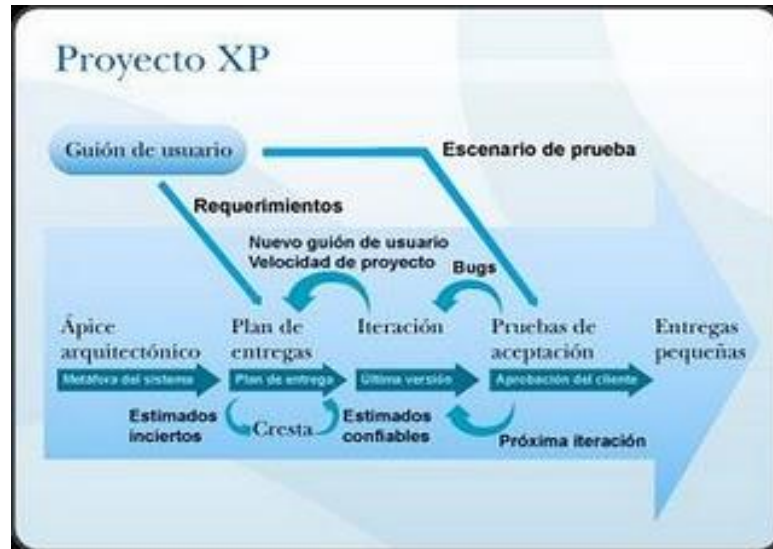 Proyecto XP
Guión de usuario
Escenario de prueba
Requerimientos
Nuevo guión de usuario
Velocidad de proyecto
Bugs
Ápice
arquitectónico
Plan de
entregas
Iteración
Pruebas de
aceptación
Entregas
pequeñas
Metáfora del sistema
Plan de entrega
Última versión
Aprobación del cliente
Estimados
inciertos
Cresta
Estimados
confiables
Próxima iteración